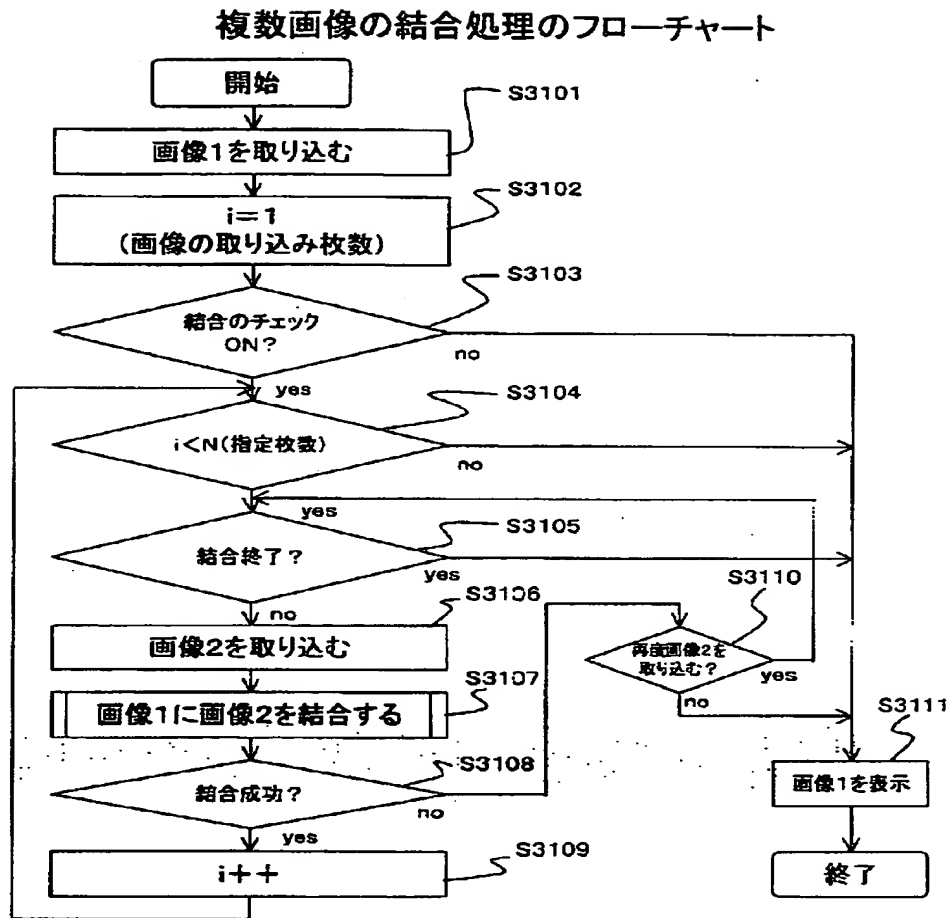 複数画像の結合処理のフローチャート
開始
S3101
画像1を取り込む
S3102
i=1
(画像の取り込み枚数)
S3103
結合のチェック
ON?
no
yes
S3104
i<N(指定枚数)
no
yes
S3105
結合終了?
yes
no
S3106
画像2を取り込む
S3110
再度画像2を
取り込む?
yes
no
S3107
画像1に画像2を結合する
S3108
結合成功?
no
yes
S3109
i++
S3111
画像1を表示
終了